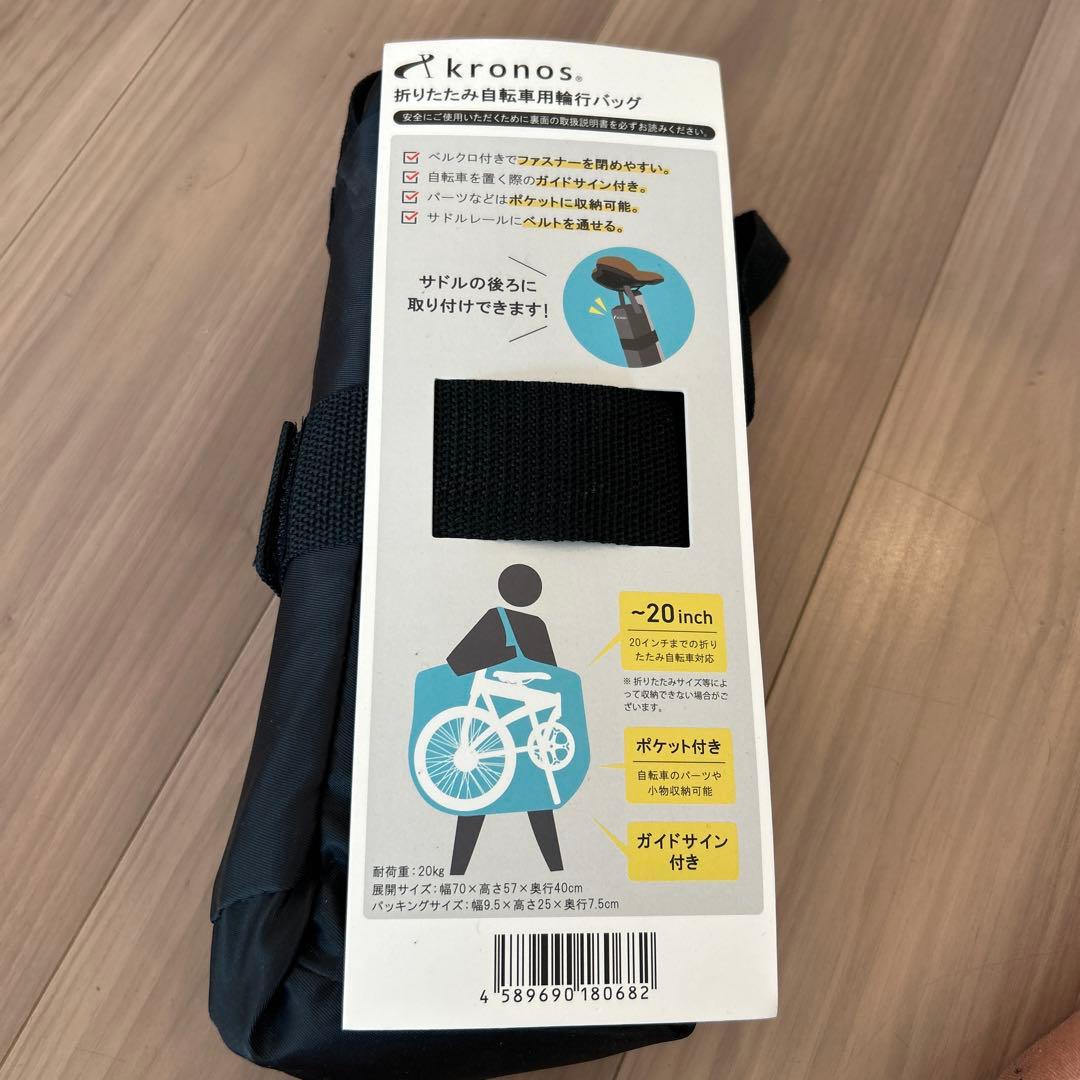 kronos®
折りたたみ自転車用輪行バッグ
安全にご使用いただくために裏面の取扱説明書を必ずお読みください。
ベルクロ付きでファスナーを閉めやすい。
自転車を置く際のガイドサイン付き。
パーツなどはポケットに収納可能。
サドルレールにベルトを通せる。
サドルの後ろに
取り付けできます!
~20inch
20インチまでの折り
たたみ自転車対応
※折りたたみサイズ等によ
って収納できない場合がご
ざいます。
ポケット付き
自転車のパーツや
小物収納可能
ガイドサイン
付き
耐荷重:20kg
展開サイズ:幅70×高さ57×奥行40cm
パッキングサイズ:幅9.5×高さ25×奥行7.5cm
4 589690 180682